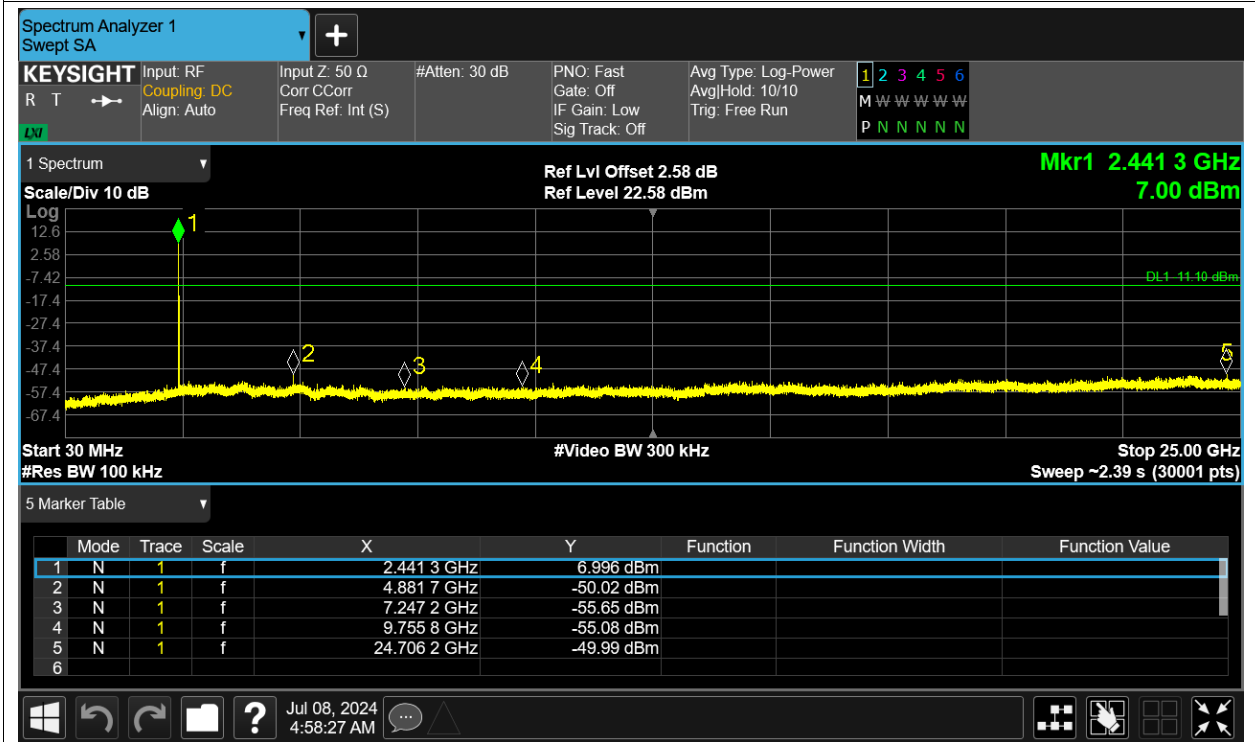 Spectrum Analyzer 1
Swept SA
+
KEYSIGHT
R T
LXI
Input: RF
Coupling: DC
Align: Auto
Input Z: 50 Ω
Corr CCorr
Freq Ref: Int (S)
#Atten: 30 dB
PNO: Fast
Gate: Off
IF Gain: Low
Sig Track: Off
Avg Type: Log-Power
Avg|Hold: 10/10
Trig: Free Run
1 2 3 4 5 6
M W W W W W
P N N N N N
1 Spectrum
Scale/Div 10 dB
Ref Lvl Offset 2.58 dB
Ref Level 22.58 dBm
Mkr1 2.441 3 GHz
7.00 dBm
Log
12.6
2.58
-7.42
-17.4
-27.4
-37.4
-47.4
-57.4
-67.4
1
2
3
4
5
DL1 -11.10 dBm
Start 30 MHz
#Video BW 300 kHz
Stop 25.00 GHz
#Res BW 100 kHz
Sweep ~2.39 s (30001 pts)
5 Marker Table
Mode Trace Scale X Y Function Function Width Function Value
1 N 1 f 2.441 3 GHz 6.996 dBm
2 N 1 f 4.881 7 GHz -50.02 dBm
3 N 1 f 7.247 2 GHz -55.65 dBm
4 N 1 f 9.755 8 GHz -55.08 dBm
5 N 1 f 24.706 2 GHz -49.99 dBm
6
?
Jul 08, 2024
4:58:27 AM